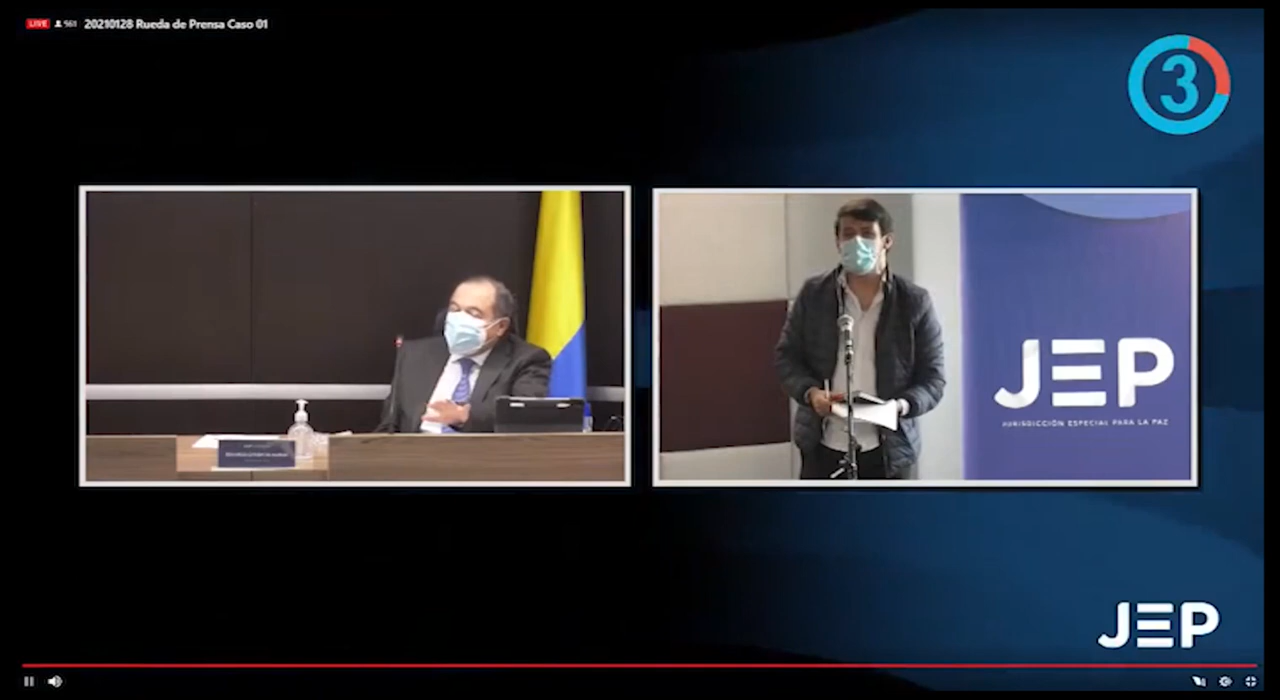 LIVE 561 20210128 Rueda de Prensa Caso 01
3
JEP
JURISDICCIÓN ESPECIAL PARA LA PAZ
JEP